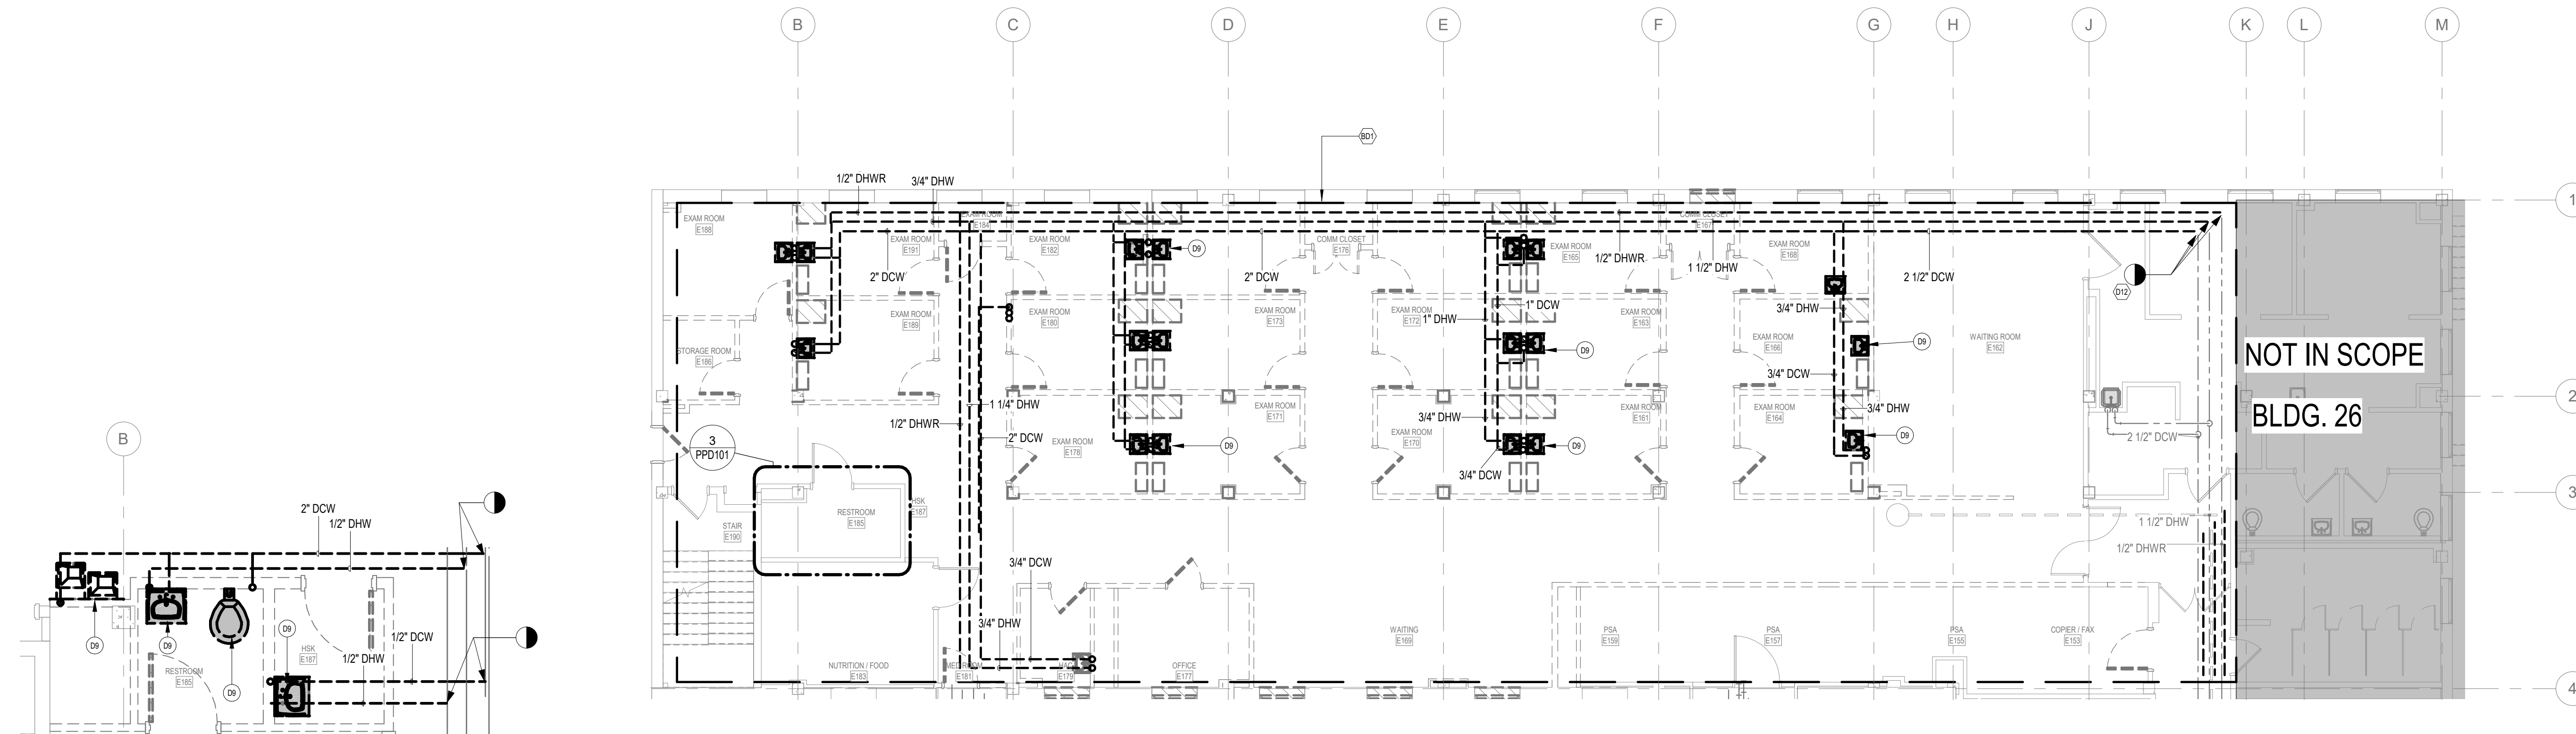 B
C
D
E
F
G
H
J
K
L
M
BD1
1/2" DHWR
3/4" DHW
1
EXAM ROOM
E188
EXAM ROOM
E184
EXAM ROOM
E191
EXAM ROOM
E182
D9
COMM CLOSET
E176
EXAM ROOM
E165
COMM CLOSET
E167
EXAM ROOM
E168
2" DCW
2" DCW
1/2" DHWR
1 1/2" DHW
2 1/2" DCW
D12
EXAM ROOM
E189
EXAM ROOM
E180
EXAM ROOM
E173
EXAM ROOM
E172
1" DCW
1" DHW
EXAM ROOM
E163
3/4" DHW
EXAM ROOM
E166
D9
D9
WAITING ROOM
E162
STORAGE ROOM
E186
3/4" DCW
NOT IN SCOPE
BLDG. 26
2
1 1/4" DHW
1/2" DHWR
2" DCW
EXAM ROOM
E178
EXAM ROOM
E171
3/4" DHW
EXAM ROOM
E170
EXAM ROOM
E161
EXAM ROOM
E164
3/4" DHW
D9
D9
D9
3/4" DCW
2 1/2" DCW
3
PPD101
3
STAIR
E190
RESTROOM
E185
HSK
E187
1 1/2" DHW
1/2" DHWR
3/4" DCW
3/4" DHW
WAITING
E169
PSA
E159
PSA
E157
PSA
E155
COPIER / FAX
E153
NUTRITION / FOOD
E183
MED ROOM
E181
HAC
E179
OFFICE
E177
4
B
2" DCW
1/2" DHW
D9
D9
D9
D9
RESTROOM
E185
HSK
E187
1/2" DCW
1/2" DHW